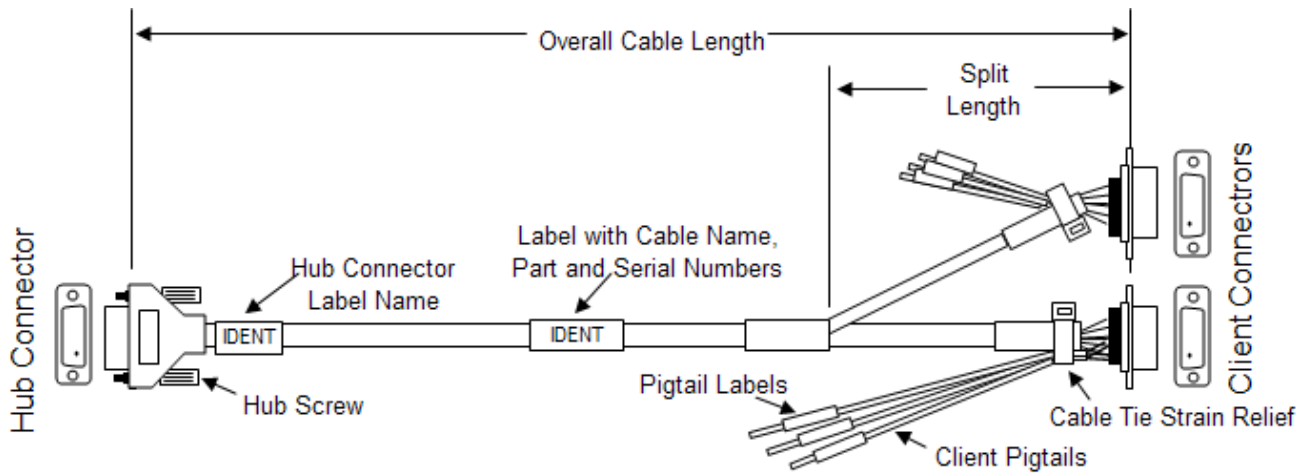 Overall Cable Length
Split
Length
Label with Cable Name,
Part and Serial Numbers
Hub Connector
Label Name
IDENT
IDENT
Hub Connector
Hub Screw
Pigtail Labels
Client Pigtails
Cable Tie Strain Relief
Client Connectrors